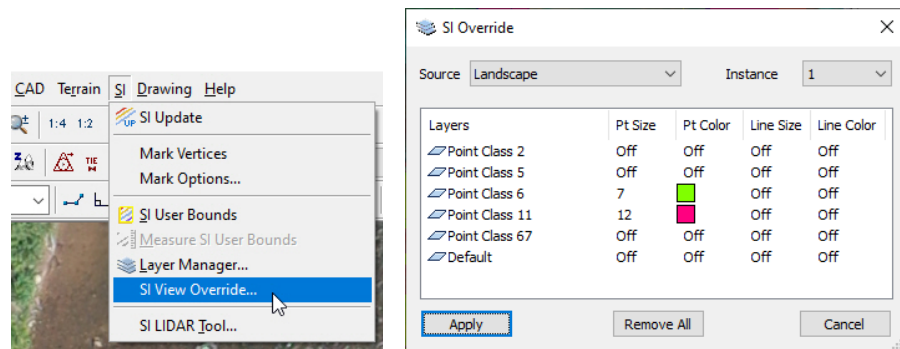 CAD Terrain SI Drawing Help
1:4 1:2
TIE
SI Update
UP
Mark Vertices
Mark Options...
SI User Bounds
Measure SI User Bounds
Layer Manager...
SI View Override...
SI LIDAR Tool...
SI Override
Source Landscape Instance 1
Layers Pt Size Pt Color Line Size Line Color
Point Class 2 Off Off Off Off
Point Class 5 Off Off Off Off
Point Class 6 7 Off Off
Point Class 11 12 Off Off
Point Class 67 Off Off Off Off
Default Off Off Off Off
Apply Remove All Cancel